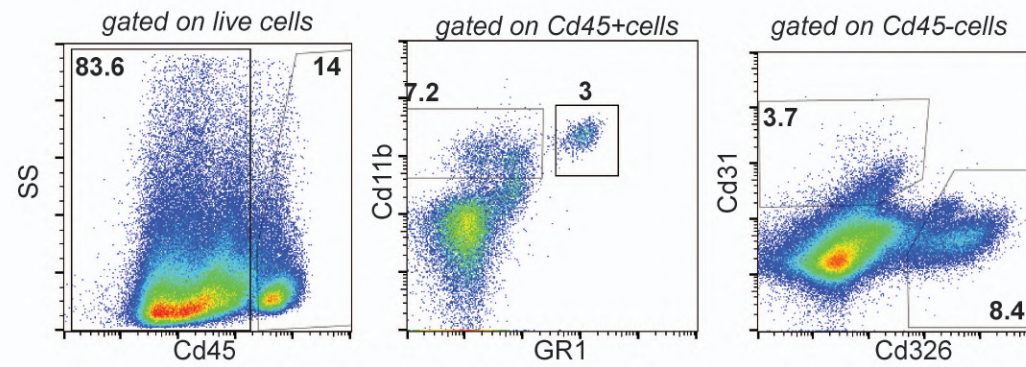 gated on live cells
83.6
14
SS
Cd45
gated on Cd45+cells
7.2
3
Cd11b
GR1
gated on Cd45-cells
3.7
8.4
Cd31
Cd326